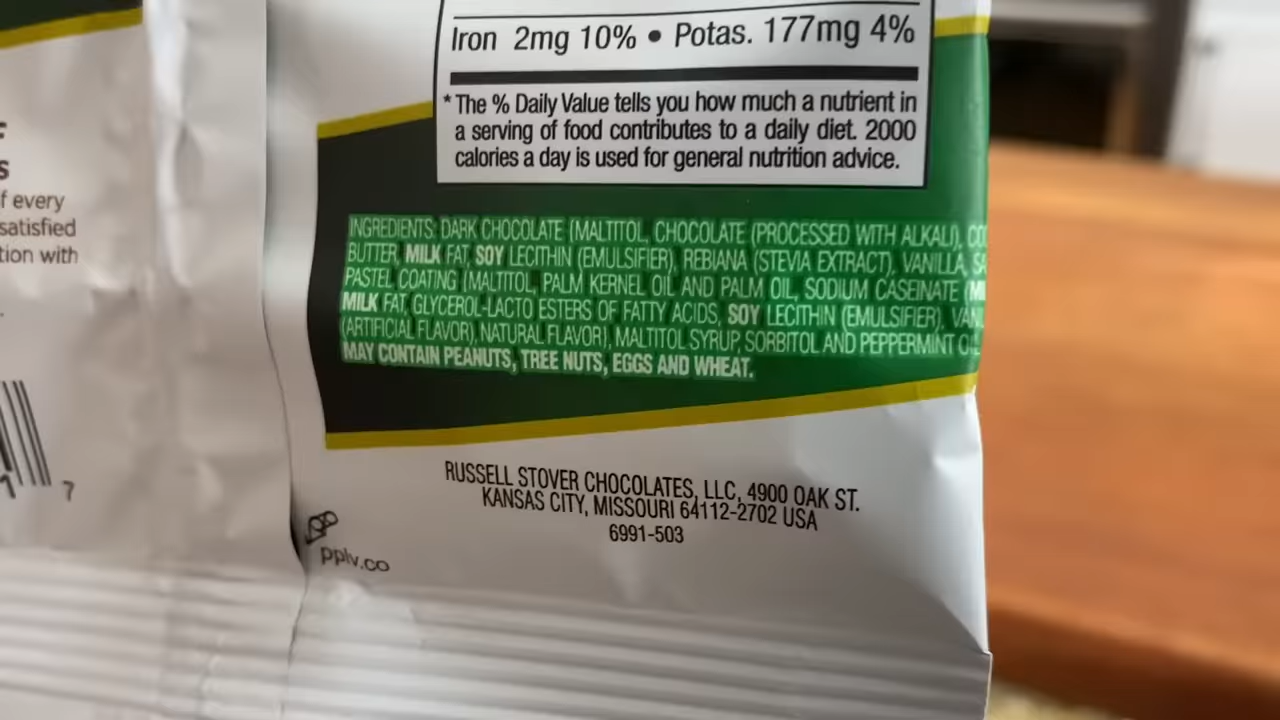 Iron 2mg 10% • Potas. 177mg 4%
* The % Daily Value tells you how much a nutrient in
a serving of food contributes to a daily diet. 2000
calories a day is used for general nutrition advice.
f every
satisfied
tion with
INGREDIENTS: DARK CHOCOLATE (MALTITOL, CHOCOLATE (PROCESSED WITH ALKALI),
BUTTER, MILK FAT, SOY LECITHIN (EMULSIFIER), REBIANA (STEVIA EXTRACT), VANILLA,
PASTEL COATING (MALTITOL, PALM KERNEL OIL AND PALM OIL, SODIUM CASEINATE
MILK FAT, GLYCEROL-LACTO ESTERS OF FATTY ACIDS, SOY LECITHIN (EMULSIFIER),
(ARTIFICIAL FLAVOR), NATURAL FLAVOR), MALTITOL SYRUP, SORBITOL AND PEPPERMINT OIL
MAY CONTAIN PEANUTS, TREE NUTS, EGGS AND WHEAT.
7
RUSSELL STOVER CHOCOLATES, LLC, 4900 OAK ST.
KANSAS CITY, MISSOURI 64112-2702 USA
6991-503
pplv.co